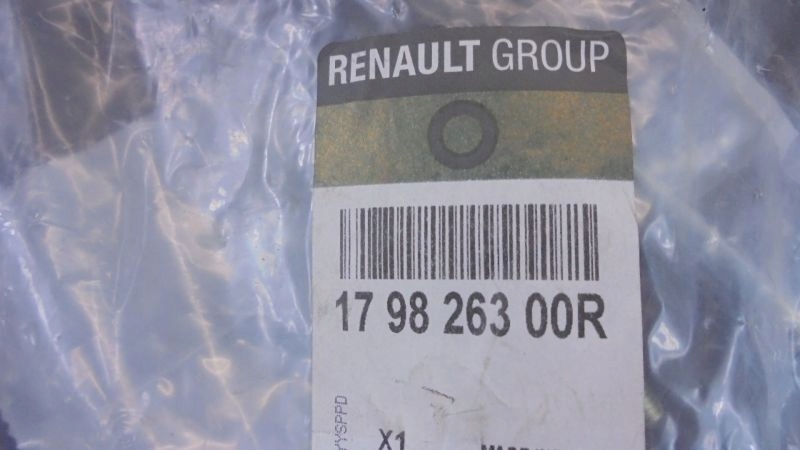 RENAULT GROUP
17 98 263 00R
X1